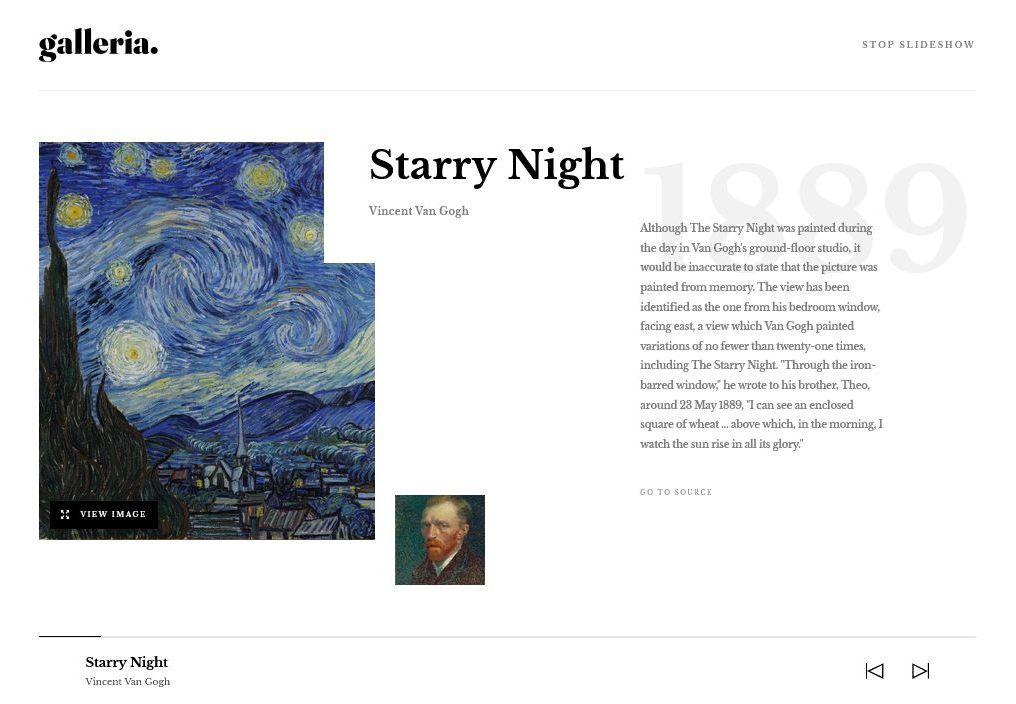 galleria.
STOP SLIDESHOW
Starry Night
Vincent Van Gogh
1889
Although The Starry Night was painted during
the day in Van Gogh's ground-floor studio, it
would be inaccurate to state that the picture was
painted from memory. The view has been
identified as the one from his bedroom window,
facing east, a view which Van Gogh painted
variations of no fewer than twenty-one times,
including The Starry Night. "Through the iron-
barred window," he wrote to his brother, Theo,
around 23 May 1889, "I can see an enclosed
square of wheat ... above which, in the morning, I
watch the sun rise in all its glory."
GO TO SOURCE
VIEW IMAGE
Starry Night
Vincent Van Gogh